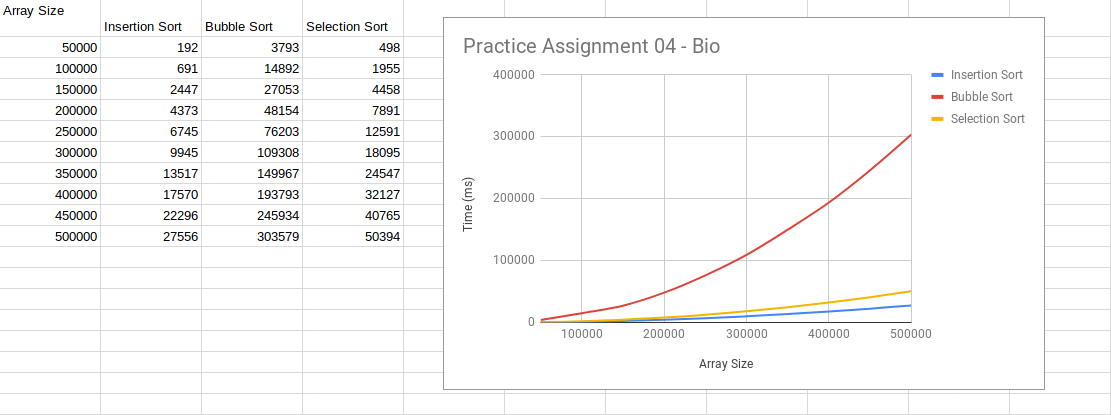 Array Size
Insertion Sort Bubble Sort Selection Sort
50000 192 3793 498
100000 691 14892 1955
150000 2447 27053 4458
200000 4373 48154 7891
250000 6745 76203 12591
300000 9945 109308 18095
350000 13517 149967 24547
400000 17570 193793 32127
450000 22296 245934 40765
500000 27556 303579 50394
Practice Assignment 04 - Bio
400000
300000
200000
100000
0
Time (ms)
100000 200000 300000 400000 500000
Array Size
Insertion Sort
Bubble Sort
Selection Sort